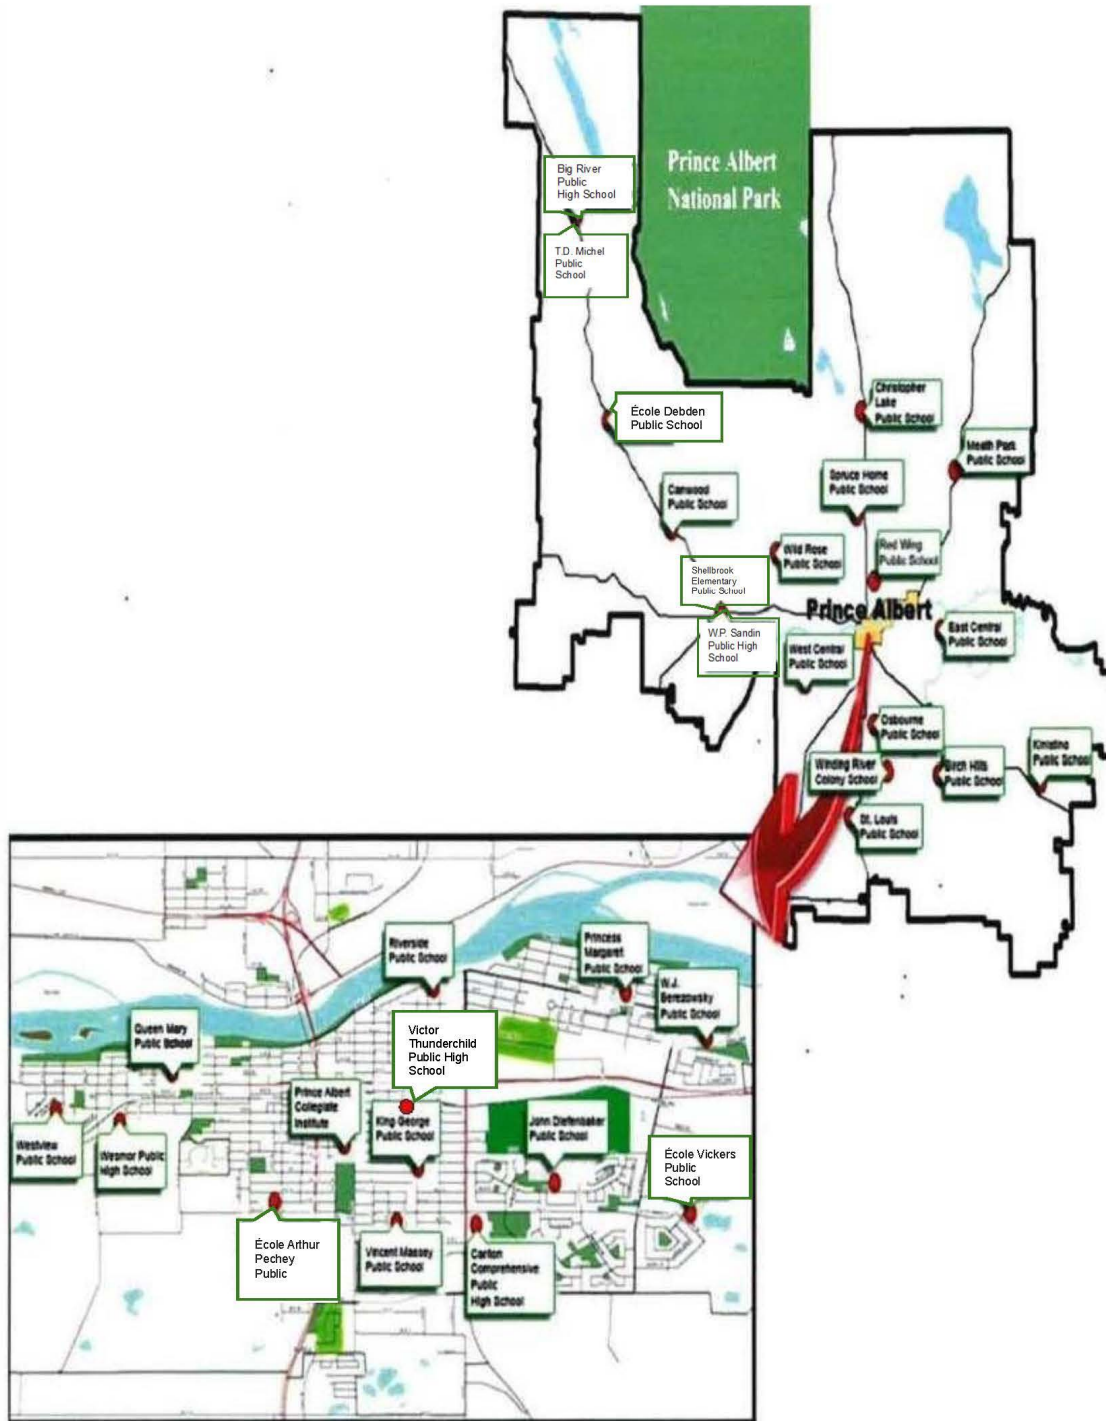 Prince Albert
National Park
Big River
Public
High School
T.D. Michel
Public
School
École Debden
Public School
Christopher
Lake
Public School
Meath Park
Public School
Spruce Home
Public School
Canwood
Public School
Wild Rose
Public School
Red Wing
Public School
Shellbrook
Elementary
Public School
Prince Albert
W.P. Sandin
Public High
School
West Central
Public School
East Central
Public School
Osbourne
Public School
Winding River
Colony School
Birch Hills
Public School
Kinistino
Public School
St. Louis
Public School
Riverside
Public School
Princess
Margaret
Public School
W.J.
Berezowsky
Public School
Queen Mary
Public School
Victor
Thunderchild
Public High
School
Prince Albert
Collegiate
Institute
King George
Public School
John Diefenbaker
Public School
Westview
Public School
Wesmor Public
High School
École Vickers
Public
School
École Arthur
Pechey
Public
Vincent Massey
Public School
Carlton
Comprehensive
Public
High School